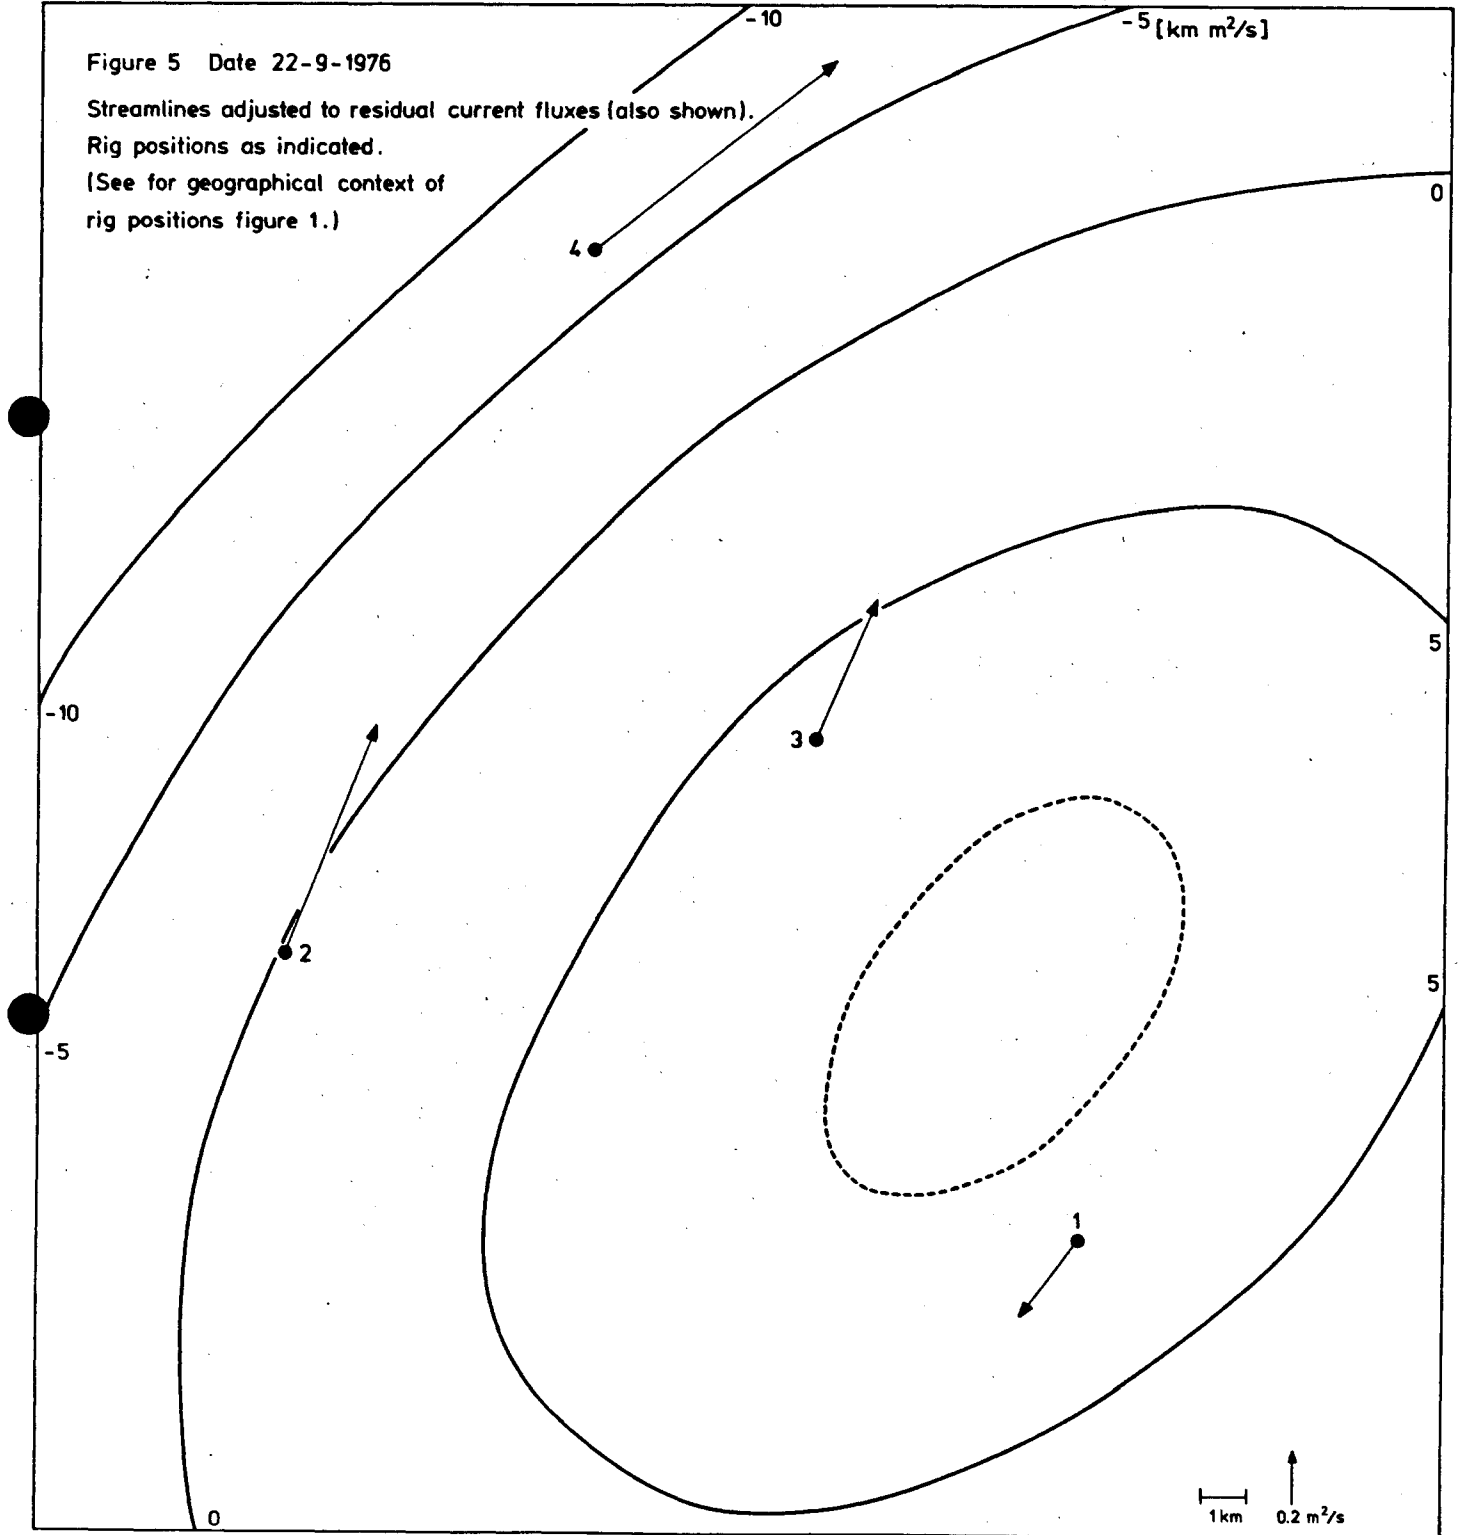 -10
-5 [km m²/s]
Figure 5 Date 22-9-1976
Streamlines adjusted to residual current fluxes (also shown).
Rig positions as indicated.
(See for geographical context of
rig positions figure 1.)
0
4
5
-10
3
2
5
-5
1
0
1km
0.2 m²/s